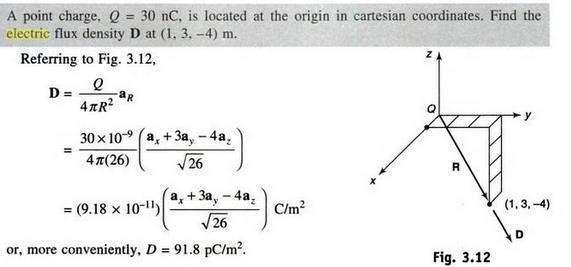 A point charge, Q = 30 nC, is located at the origin in cartesian coordinates. Find the
electric flux density D at (1, 3, −4) m.
Referring to Fig. 3.12,
D = Q / 4πR² a_R
= 30 × 10⁻⁹ / 4π(26) (a_x + 3a_y − 4a_z / √26)
= (9.18 × 10⁻¹¹)(a_x + 3a_y − 4a_z / √26) C/m²
or, more conveniently, D = 91.8 pC/m².
z
Q
y
R
x
(1, 3, −4)
D
Fig. 3.12